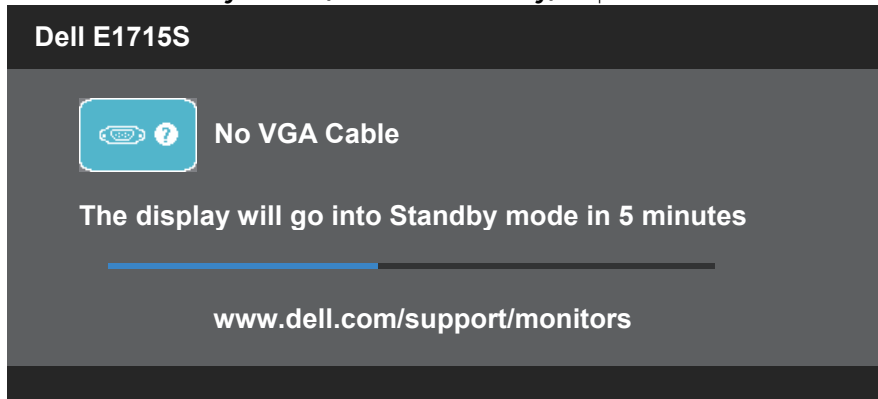 Dell E1715S
No VGA Cable
The display will go into Standby mode in 5 minutes
www.dell.com/support/monitors